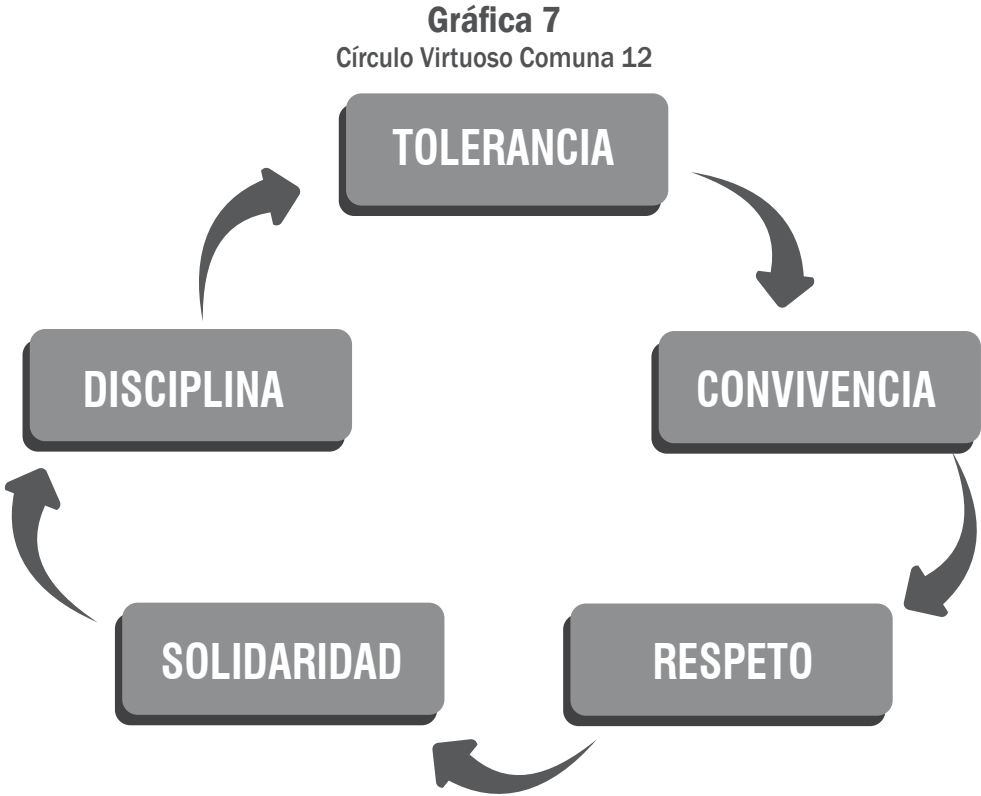 Gráfica 7
Círculo Virtuoso Comuna 12
TOLERANCIA
CONVIVENCIA
RESPETO
SOLIDARIDAD
DISCIPLINA